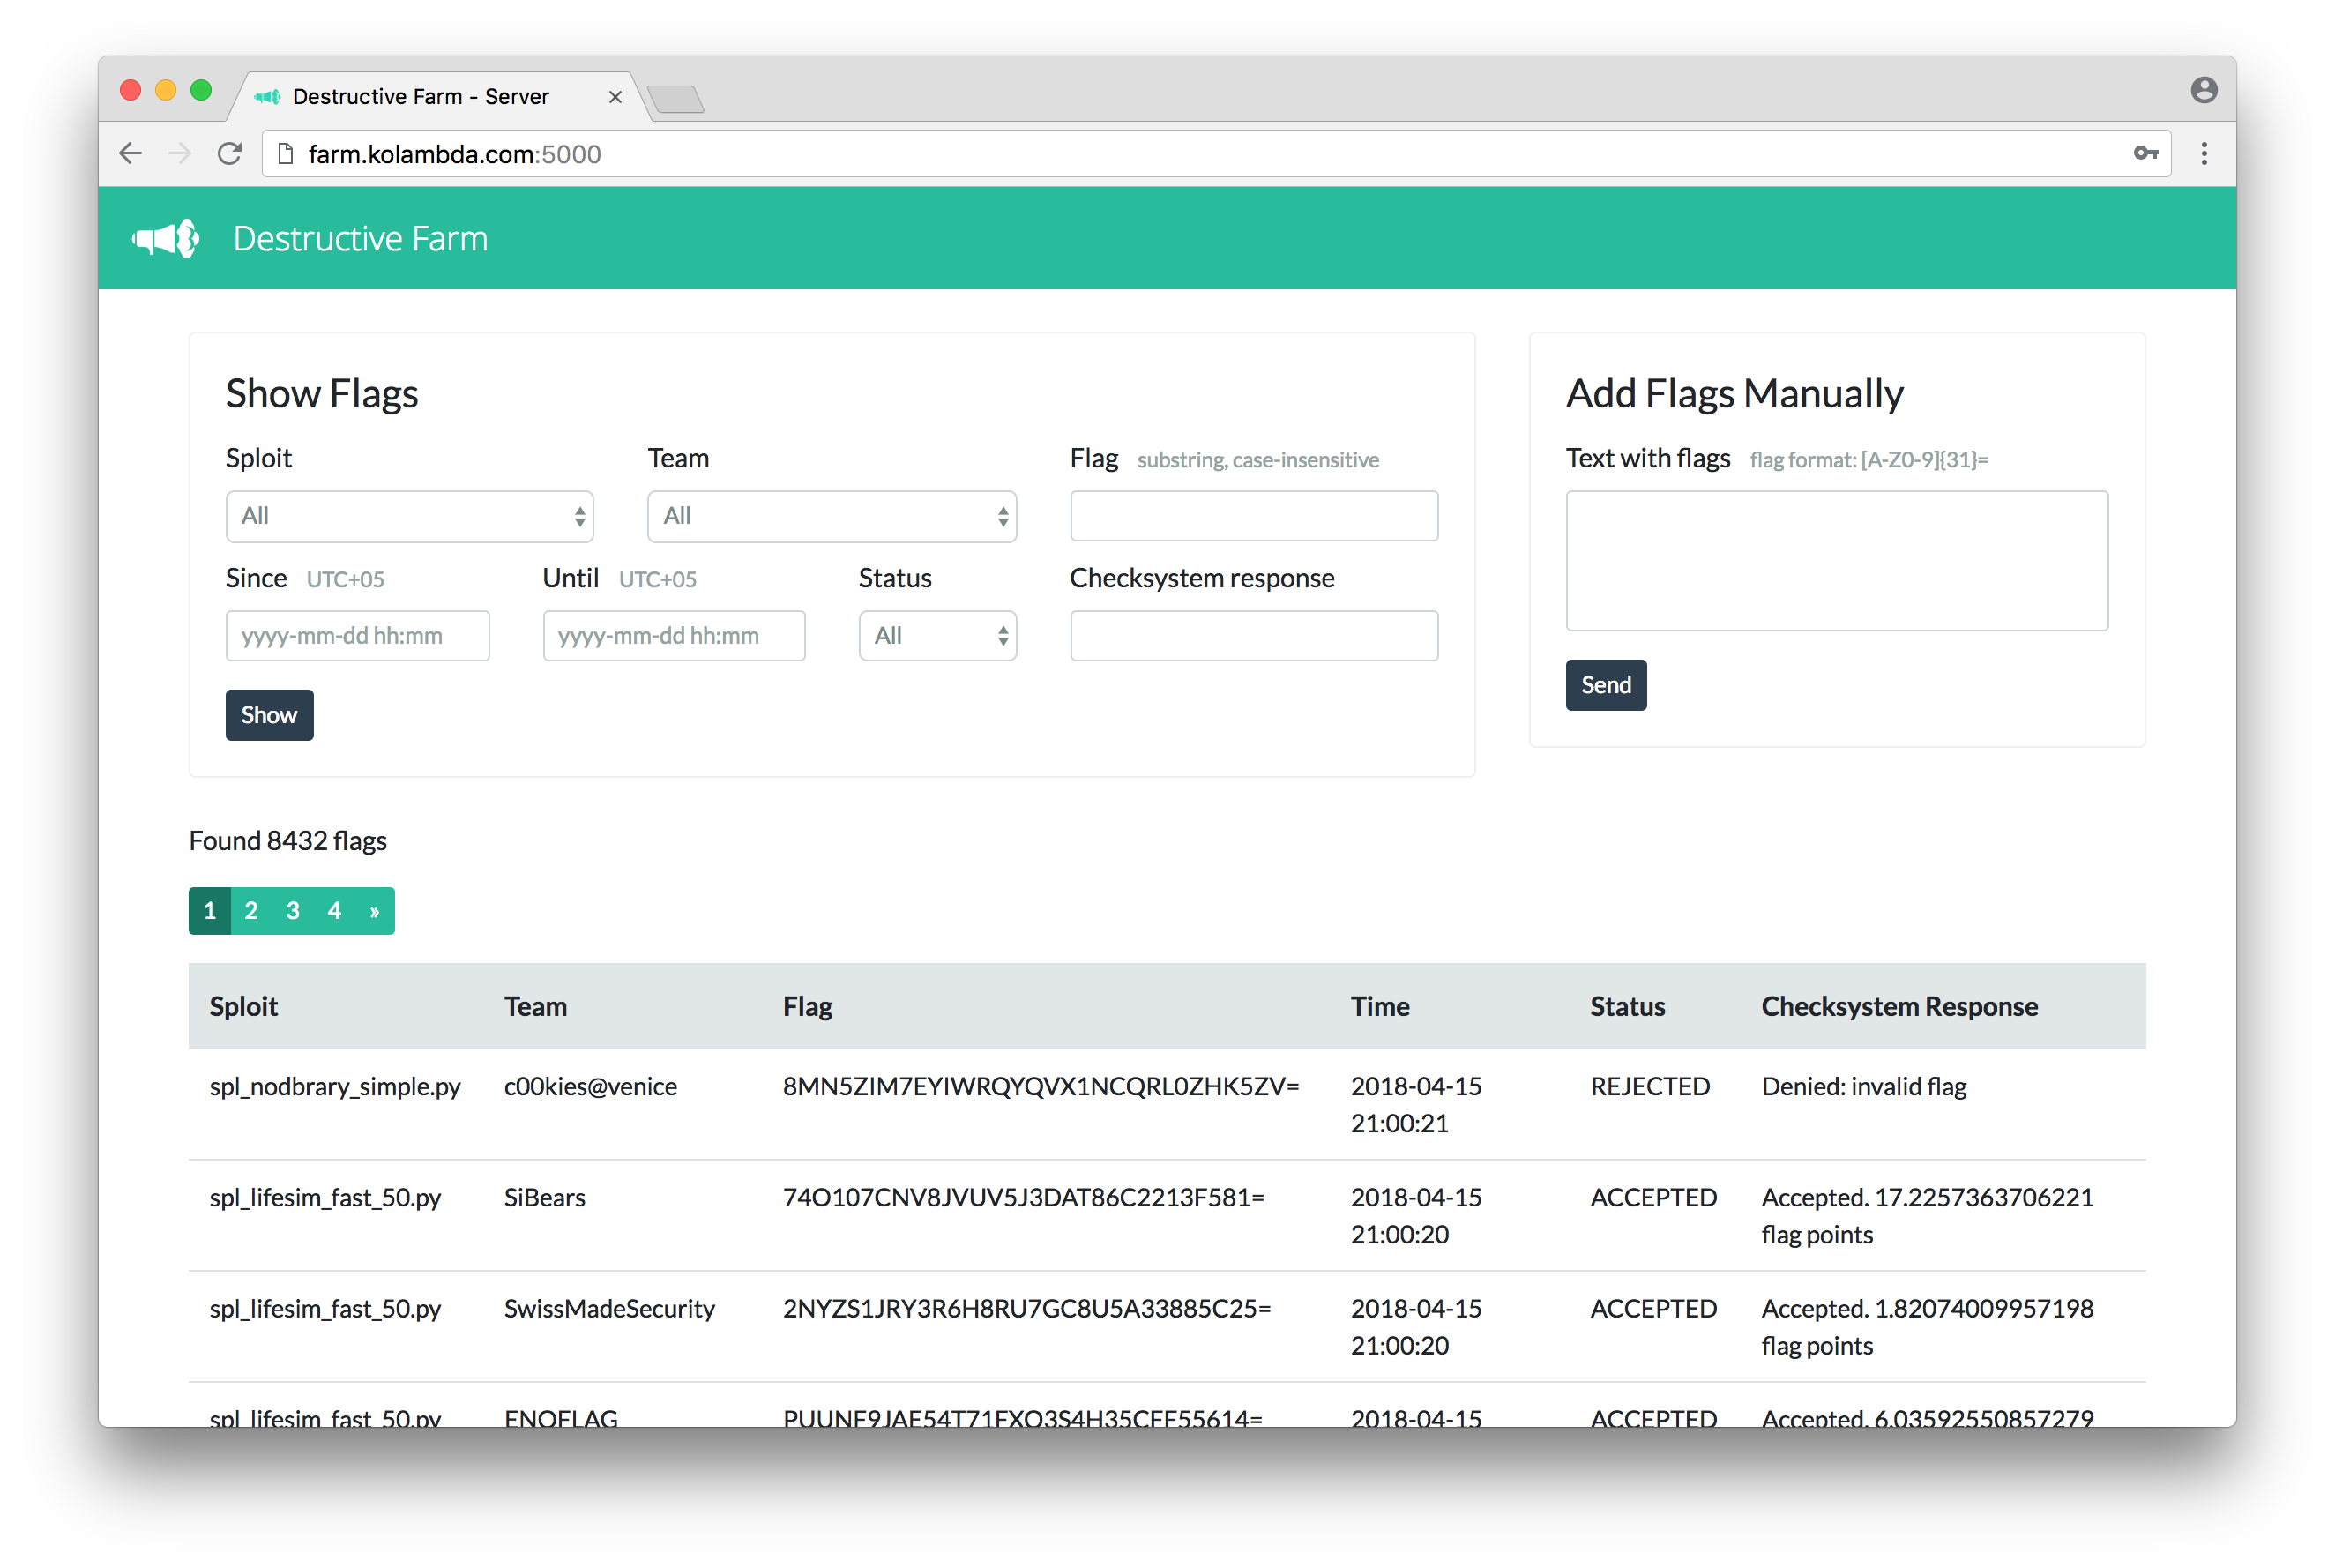 Destructive Farm - Server
farm.kolambda.com:5000
Destructive Farm
Show Flags
Sploit Team Flag substring, case-insensitive
All All
Since UTC+05 Until UTC+05 Status Checksystem response
yyyy-mm-dd hh:mm yyyy-mm-dd hh:mm All
Show
Add Flags Manually
Text with flags flag format: [A-Z0-9]{31}=
Send
Found 8432 flags
1 2 3 4 »
Sploit Team Flag Time Status Checksystem Response
spl_nodbrary_simple.py c00kies@venice 8MN5ZIM7EYIWRQYQVX1NCQRL0ZHK5ZV= 2018-04-15 REJECTED Denied: invalid flag
21:00:21
spl_lifesim_fast_50.py SiBears 74O107CNV8JVUV5J3DAT86C2213F581= 2018-04-15 ACCEPTED Accepted. 17.2257363706221
21:00:20 flag points
spl_lifesim_fast_50.py SwissMadeSecurity 2NYZS1JRY3R6H8RU7GC8U5A33885C25= 2018-04-15 ACCEPTED Accepted. 1.82074009957198
21:00:20 flag points
spl_lifesim_fast_50.py ENOFLAG 2018-04-15 ACCEPTED Accepted. 6.03592550857279